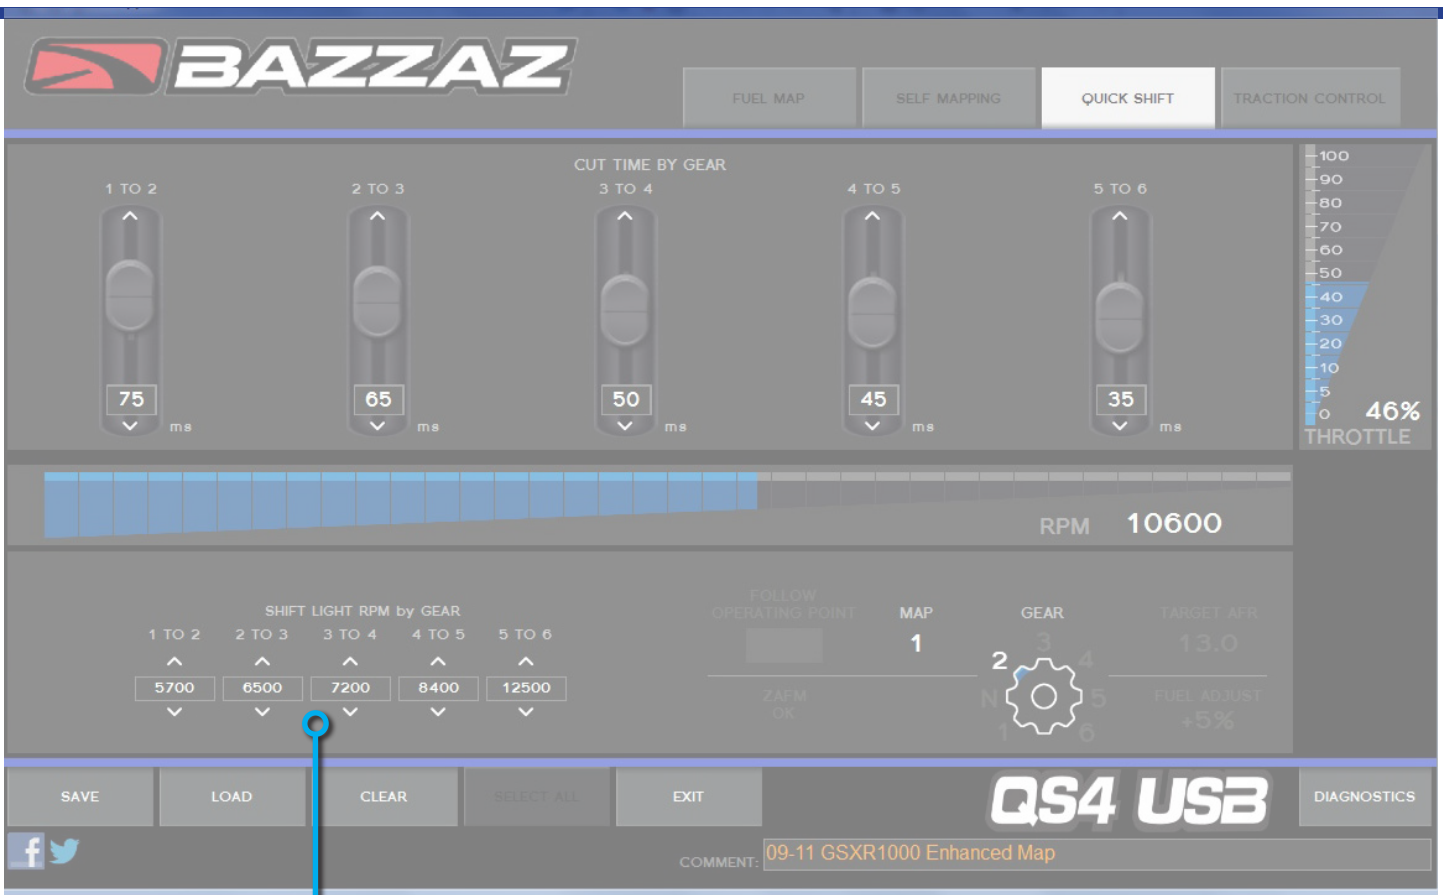 BAZZAZ
FUEL MAP SELF MAPPING QUICK SHIFT TRACTION CONTROL
CUT TIME BY GEAR
1 TO 2 2 TO 3 3 TO 4 4 TO 5 5 TO 6
75 65 50 45 35
ms ms ms ms ms
100
90
80
70
60
50
40
30
20
10
5
0 46%
THROTTLE
RPM 10600
SHIFT LIGHT RPM by GEAR
1 TO 2 2 TO 3 3 TO 4 4 TO 5 5 TO 6
5700 6500 7200 8400 12500
FOLLOW
OPERATING POINT
ZAFM
OK
MAP
1
GEAR
N 1 2 3 4 5 6
TARGET AFR
13.0
FUEL ADJUST
+5%
SAVE LOAD CLEAR SELECT ALL EXIT
QS4 USB
DIAGNOSTICS
f
COMMENT: 09-11 GSXR1000 Enhanced Map